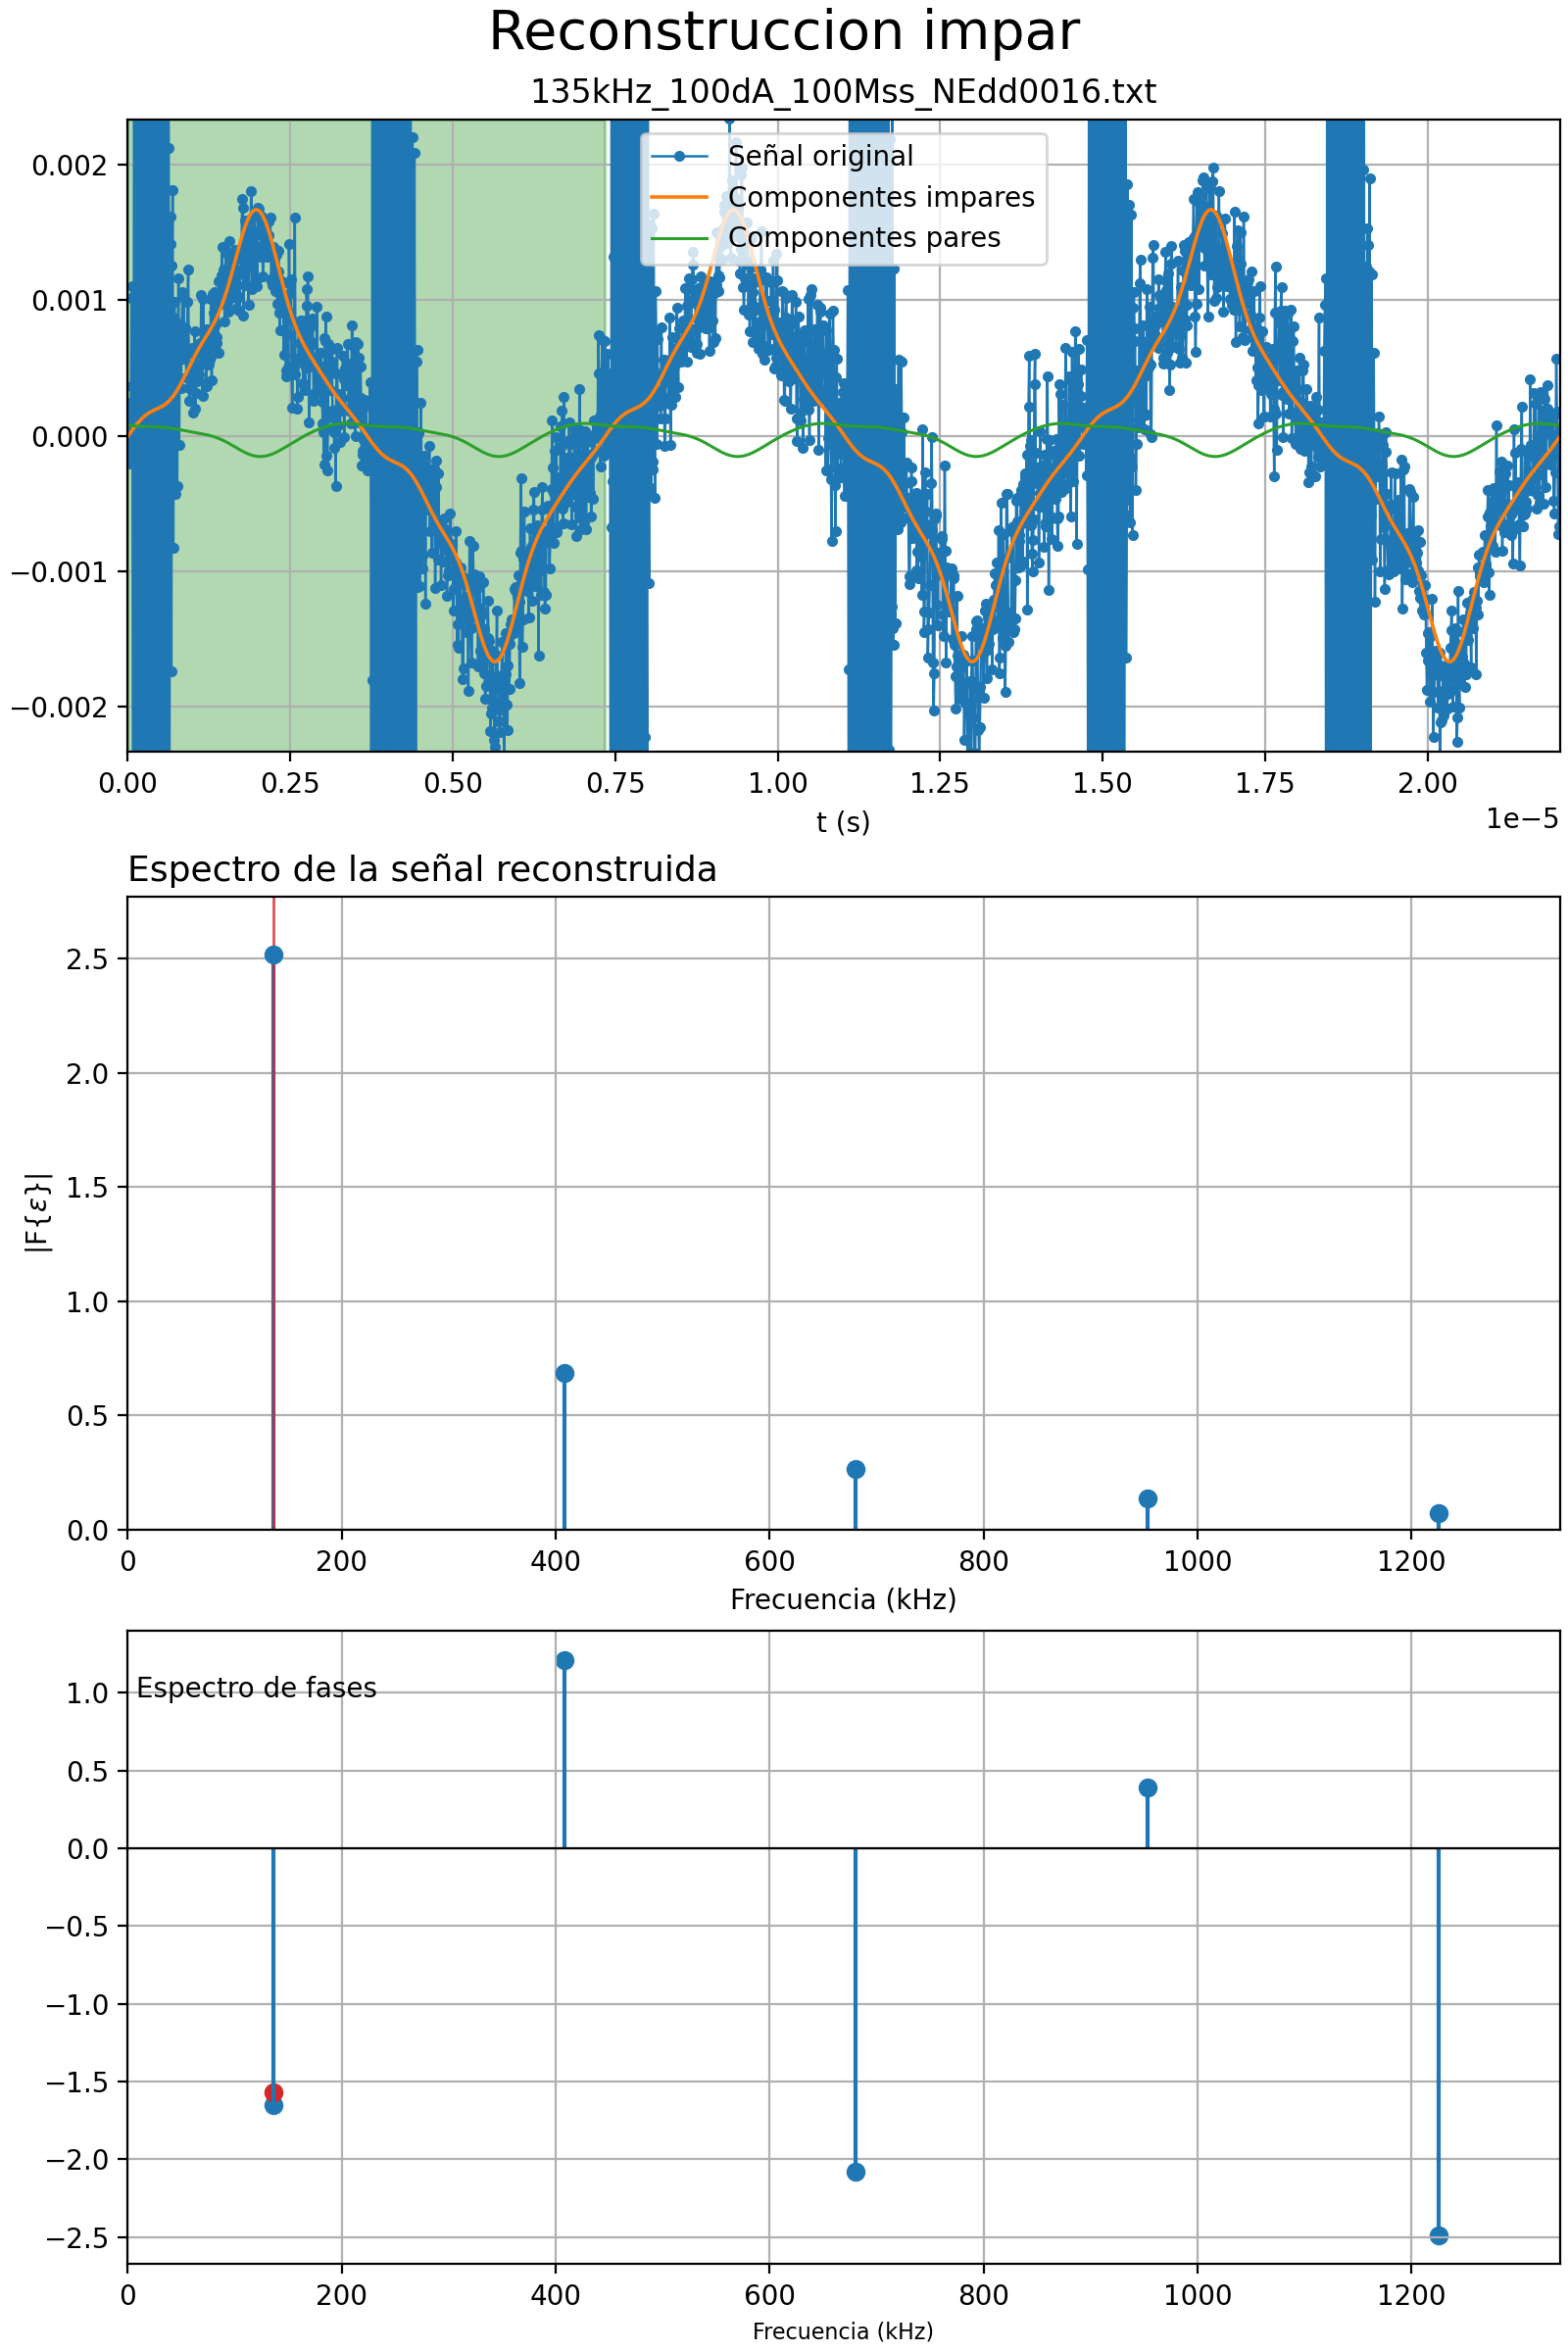 Reconstruccion impar
135kHz_100dA_100Mss_NEdd0016.txt
Señal original
Componentes impares
Componentes pares
0.002
0.001
0.000
−0.001
−0.002
0.00 0.25 0.50 0.75 1.00 1.25 1.50 1.75 2.00
1e−5
t (s)
Espectro de la señal reconstruida
2.5
2.0
1.5
1.0
0.5
0.0
|F{ε}|
0 200 400 600 800 1000 1200
Frecuencia (kHz)
Espectro de fases
1.0
0.5
0.0
−0.5
−1.0
−1.5
−2.0
−2.5
0 200 400 600 800 1000 1200
Frecuencia (kHz)